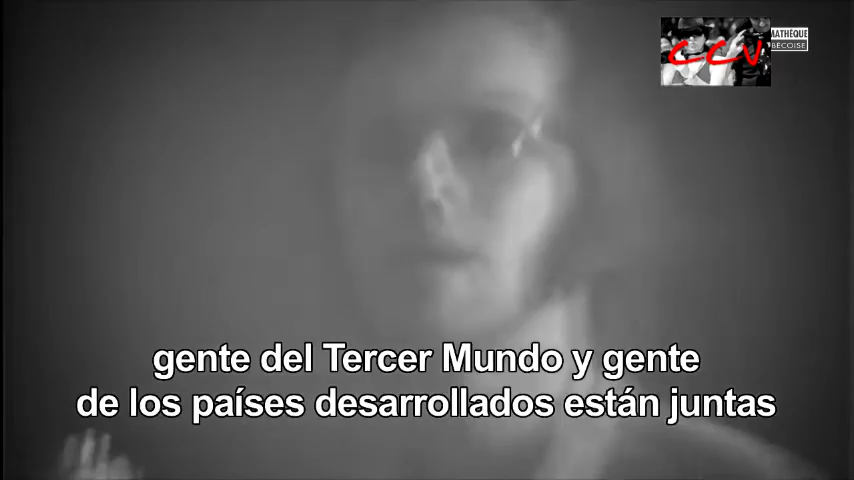 CCV
MATHÈQUE
BÉCOISE
gente del Tercer Mundo y gente
de los países desarrollados están juntas